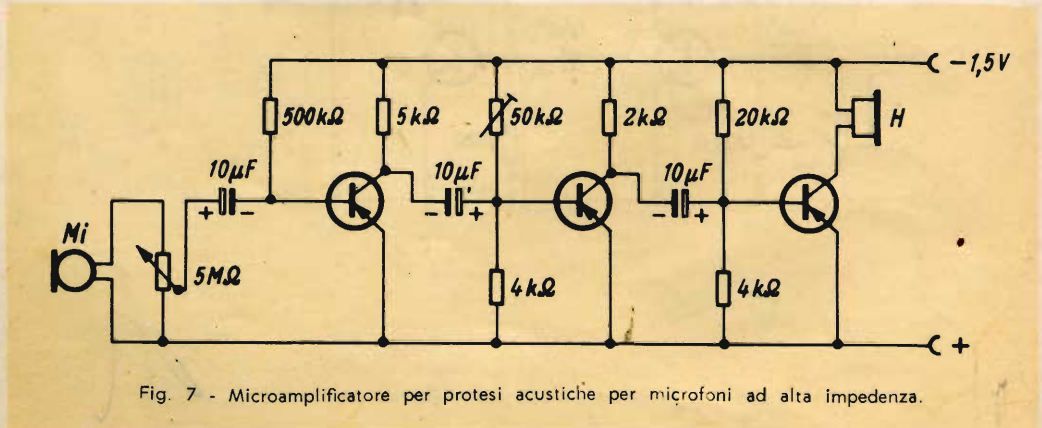 -1,5V
500kΩ
5kΩ
50kΩ
2kΩ
20kΩ
H
10μF
10μF
10μF
+ -
- +
- +
Mi
5MΩ
4kΩ
4kΩ
+
Fig. 7 - Microamplificatore per protesi acustiche per microfoni ad alta impedenza.